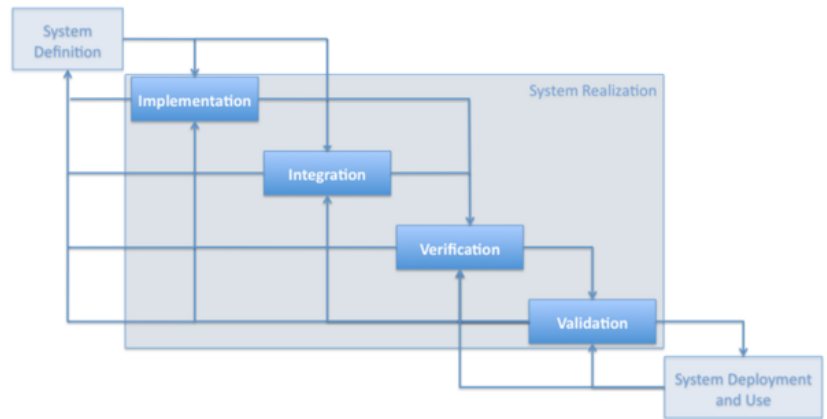 System
Definition
System Realization
Implementation
Integration
Verification
Validation
System Deployment
and Use